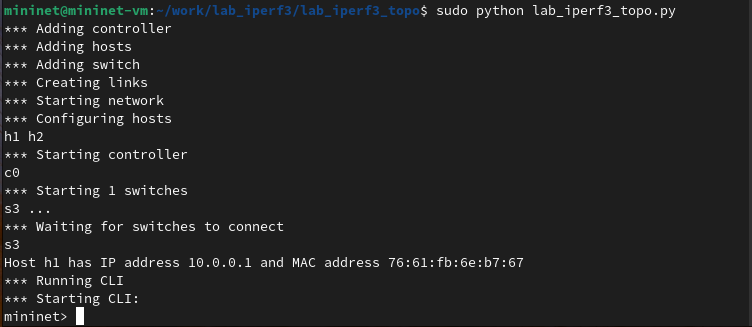 mininet@mininet-vm:~/work/lab_iperf3/lab_iperf3_topo$ sudo python lab_iperf3_topo.py
*** Adding controller
*** Adding hosts
*** Adding switch
*** Creating links
*** Starting network
*** Configuring hosts
h1 h2
*** Starting controller
c0
*** Starting 1 switches
s3 ...
*** Waiting for switches to connect
s3
Host h1 has IP address 10.0.0.1 and MAC address 76:61:fb:6e:b7:67
*** Running CLI
*** Starting CLI:
mininet>